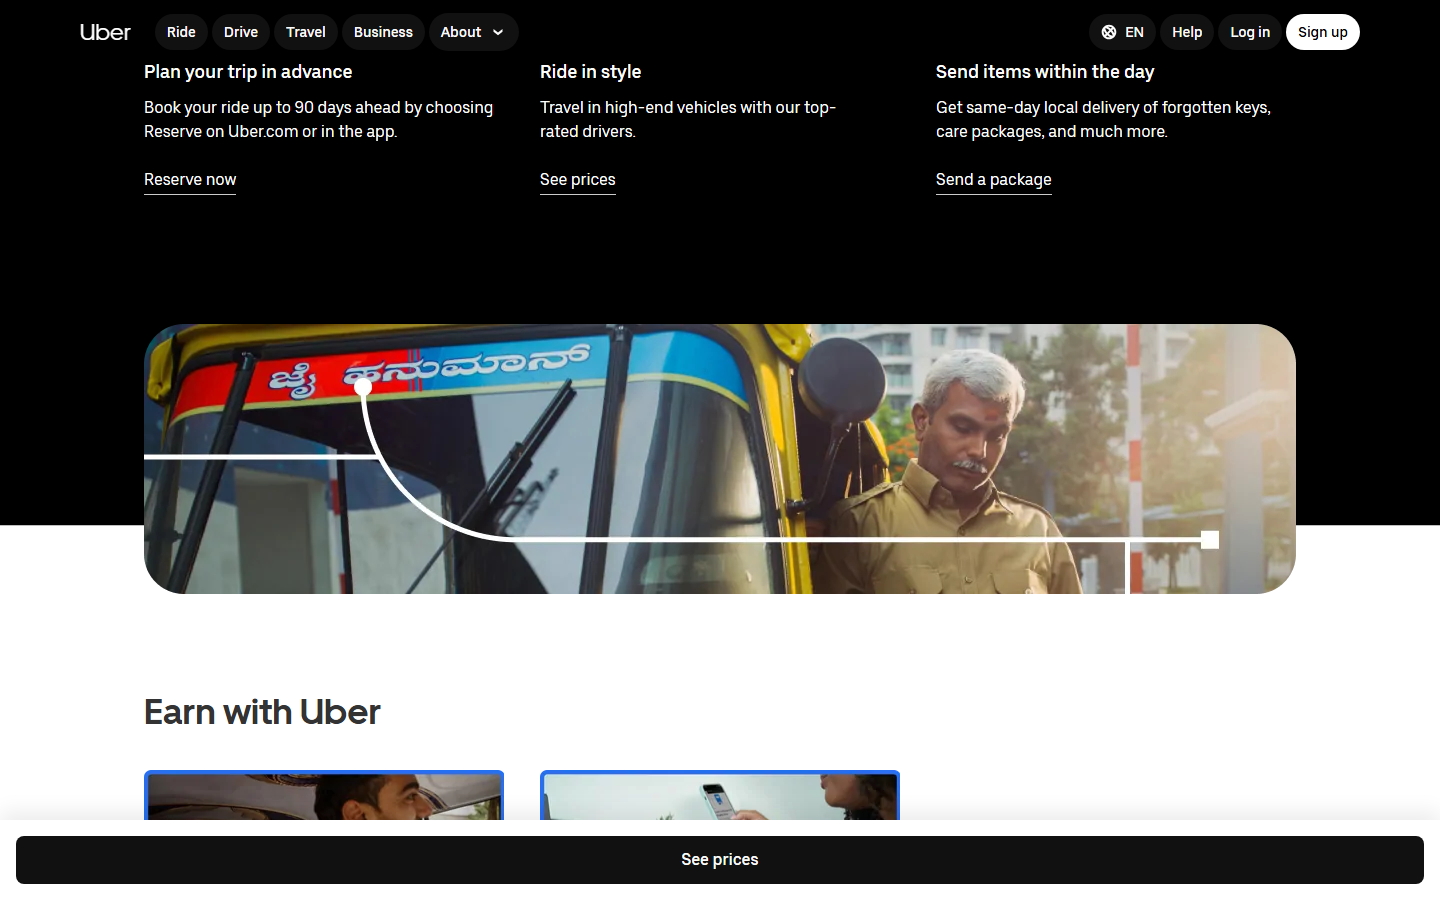 Uber
Ride
Drive
Travel
Business
About
EN
Help
Log in
Sign up
Plan your trip in advance
Book your ride up to 90 days ahead by choosing
Reserve on Uber.com or in the app.
Reserve now
Ride in style
Travel in high-end vehicles with our top-
rated drivers.
See prices
Send items within the day
Get same-day local delivery of forgotten keys,
care packages, and much more.
Send a package
ಜೈ ಹನುಮಾನ್
Earn with Uber
See prices